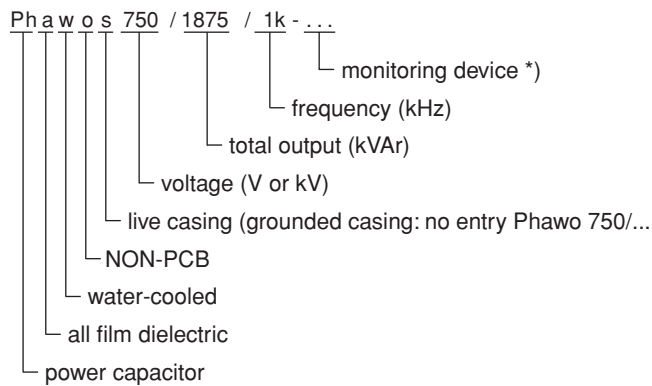 Phawos 750 / 1875 / 1k - ...
monitoring device *)
frequency (kHz)
total output (kVAr)
voltage (V or kV)
live casing (grounded casing: no entry Phawo 750/...
NON-PCB
water-cooled
all film dielectric
power capacitor